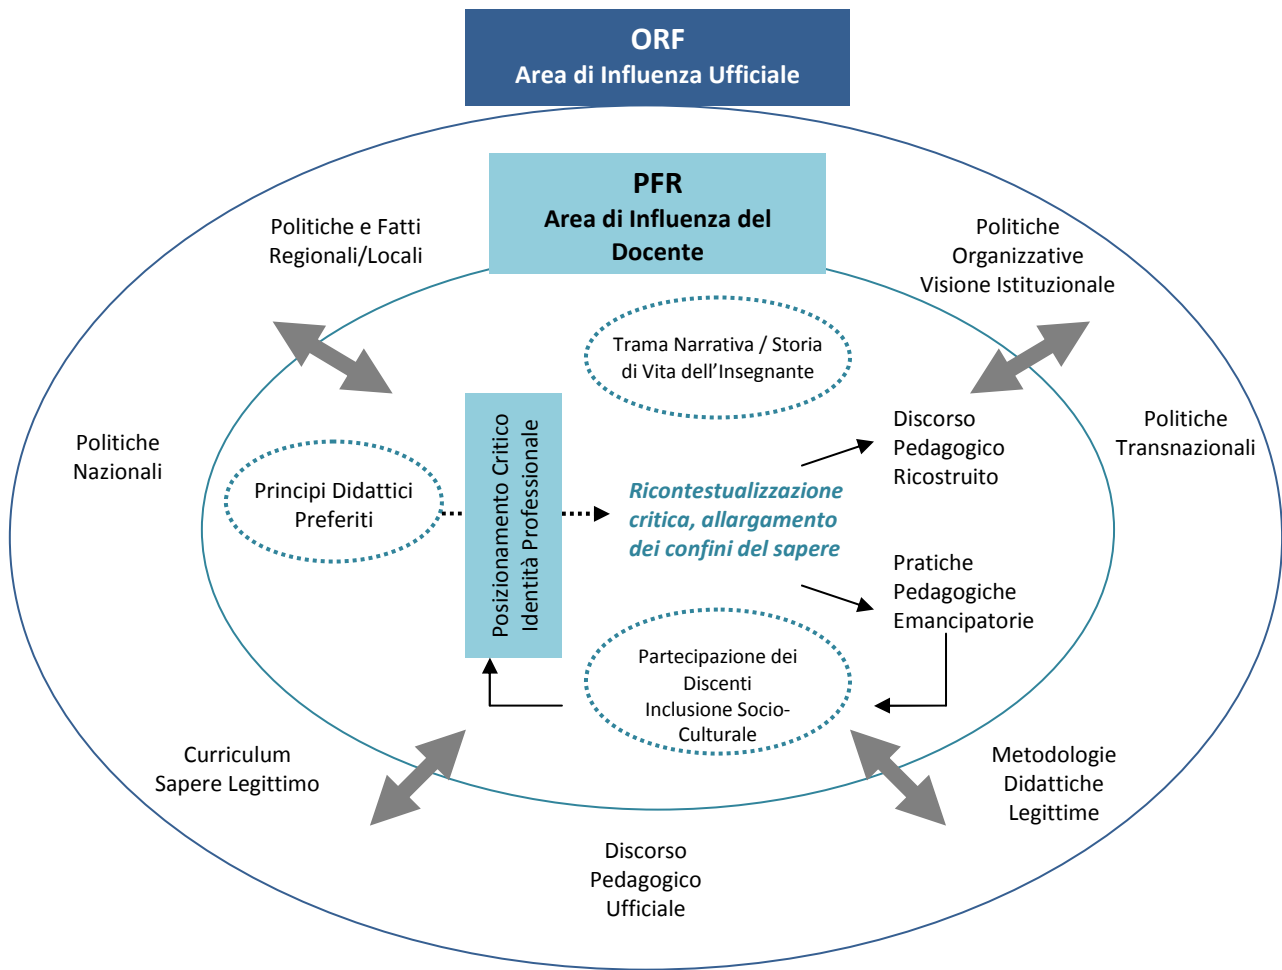 ORF
Area di Influenza Ufficiale
PFR
Area di Influenza del
Docente
Politiche e Fatti
Regionali/Locali
Politiche
Organizzative
Visione Istituzionale
Trama Narrativa / Storia
di Vita dell’Insegnante
Politiche
Nazionali
Principi Didattici
Preferiti
Posizionamento Critico
Identità Professionale
Ricontestualizzazione
critica, allargamento
dei confini del sapere
Discorso
Pedagogico
Ricostruito
Politiche
Transnazionali
Pratiche
Pedagogiche
Emancipatorie
Partecipazione dei
Discenti
Inclusione Socio-
Culturale
Curriculum
Sapere Legittimo
Metodologie
Didattiche
Legittime
Discorso
Pedagogico
Ufficiale